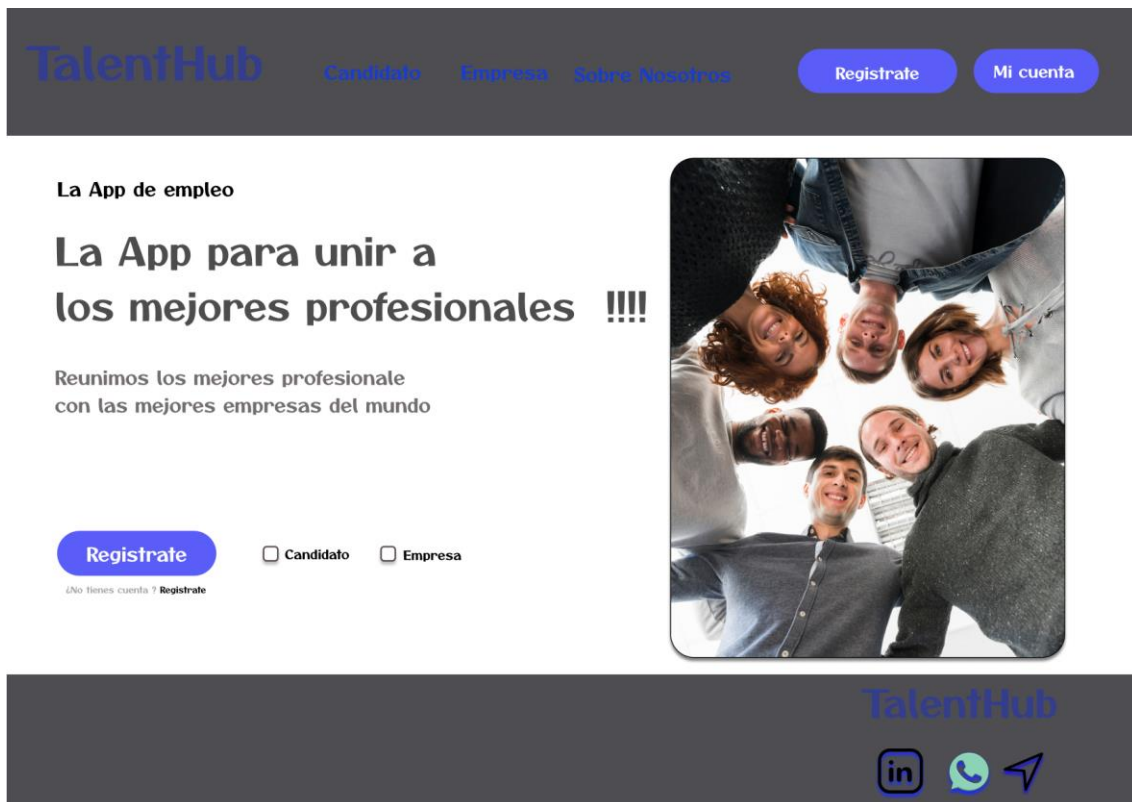 TalentHub
Candidato Empresa Sobre Nosotros
Registrate Mi cuenta
La App de empleo
La App para unir a
los mejores profesionales !!!!
Reunimos los mejores profesionale
con las mejores empresas del mundo
Registrate Candidato Empresa
¿No tienes cuenta ? Registrate
TalentHub
in